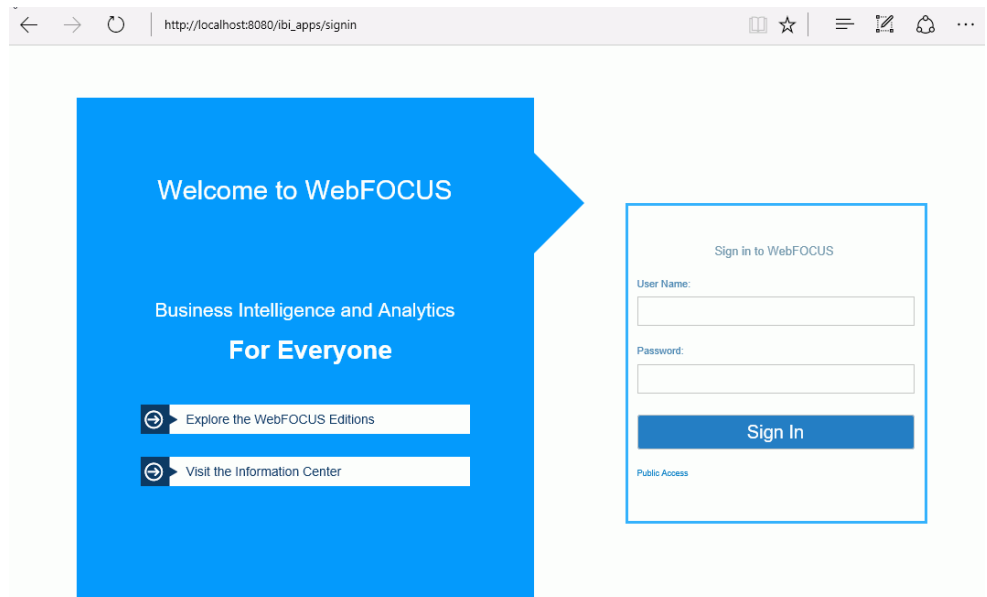 http://localhost:8080/ibi_apps/signin
Welcome to WebFOCUS
Business Intelligence and Analytics
For Everyone
Explore the WebFOCUS Editions
Visit the Information Center
Sign in to WebFOCUS
User Name:
Password:
Sign In
Public Access